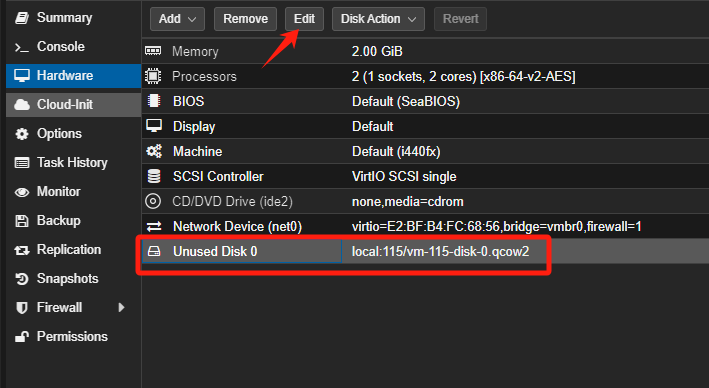 Summary
Console
Hardware
Cloud-Init
Options
Task History
Monitor
Backup
Replication
Snapshots
Firewall
Permissions
Add Remove Edit Disk Action Revert
Memory 2.00 GiB
Processors 2 (1 sockets, 2 cores) [x86-64-v2-AES]
BIOS Default (SeaBIOS)
Display Default
Machine Default (i440fx)
SCSI Controller VirtIO SCSI single
CD/DVD Drive (ide2) none,media=cdrom
Network Device (net0) virtio=E2:BF:B4:FC:68:56,bridge=vmbr0,firewall=1
Unused Disk 0 local:115/vm-115-disk-0.qcow2